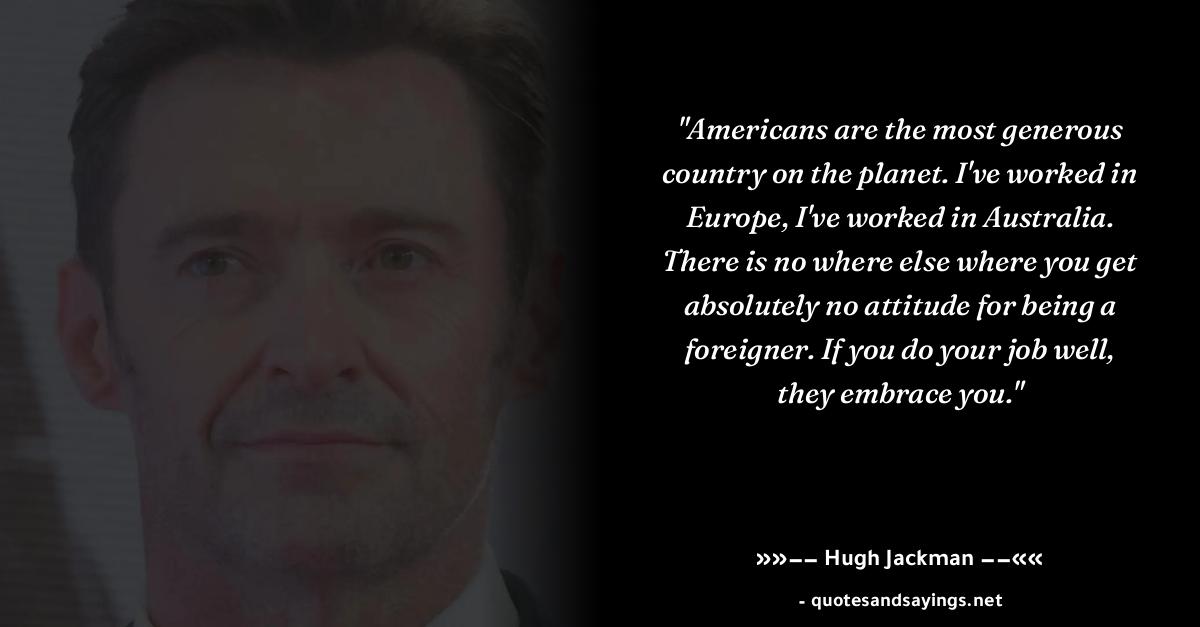 "Americans are the most generous
country on the planet. I've worked in
Europe, I've worked in Australia.
There is no where else where you get
absolutely no attitude for being a
foreigner. If you do your job well,
they embrace you."
»»−− Hugh Jackman −−««
- quotesandsayings.net